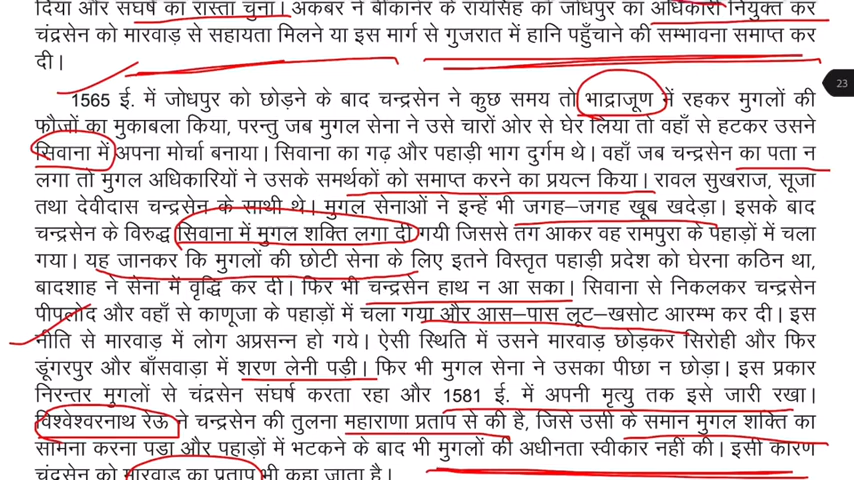 दिया और संघर्ष का रास्ता चुना। अकबर ने बीकानेर के रायसिंह को जोधपुर का अधिकारी नियुक्त कर
चंद्रसेन को मारवाड़ से सहायता मिलने या इस मार्ग से गुजरात में हानि पहुँचाने की सम्भावना समाप्त कर
दी।
23
1565 ई. में जोधपुर को छोड़ने के बाद चन्द्रसेन ने कुछ समय तो भाद्राजूण में रहकर मुगलों की
फौजों का मुकाबला किया, परन्तु जब मुगल सेना ने उसे चारों ओर से घेर लिया तो वहाँ से हटकर उसने
सिवाना में अपना मोर्चा बनाया। सिवाना का गढ़ और पहाड़ी भाग दुर्गम थे। वहाँ जब चन्द्रसेन का पता न
लगा तो मुगल अधिकारियों ने उसके समर्थकों को समाप्त करने का प्रयत्न किया। रावल सुखराज, सूजा
तथा देवीदास चन्द्रसेन के साथी थे। मुगल सेनाओं ने इन्हें भी जगह–जगह खूब खदेड़ा। इसके बाद
चन्द्रसेन के विरुद्ध सिवाना में मुगल शक्ति लगा दी गयी जिससे तंग आकर वह रामपुरा के पहाड़ों में चला
गया। यह जानकर कि मुगलों की छोटी सेना के लिए इतने विस्तृत पहाड़ी प्रदेश को घेरना कठिन था,
बादशाह ने सेना में वृद्धि कर दी। फिर भी चन्द्रसेन हाथ न आ सका। सिवाना से निकलकर चन्द्रसेन
पीपलोद और वहाँ से काणूजा के पहाड़ों में चला गया और आस–पास लूट–खसोट आरम्भ कर दी। इस
नीति से मारवाड़ में लोग अप्रसन्न हो गये। ऐसी स्थिति में उसने मारवाड़ छोड़कर सिरोही और फिर
डूंगरपुर और बाँसवाड़ा में शरण लेनी पड़ी। फिर भी मुगल सेना ने उसका पीछा न छोड़ा। इस प्रकार
निरन्तर मुगलों से चंद्रसेन संघर्ष करता रहा और 1581 ई. में अपनी मृत्यु तक इसे जारी रखा।
विश्वेश्वरनाथ रेऊ ने चन्द्रसेन की तुलना महाराणा प्रताप से की है, जिसे उसी के समान मुगल शक्ति का
सामना करना पडा और पहाड़ों में भटकने के बाद भी मुगलों की अधीनता स्वीकार नहीं की। इसी कारण
चंद्रसेन को मारवाड़ का प्रताप भी कहा जाता है।